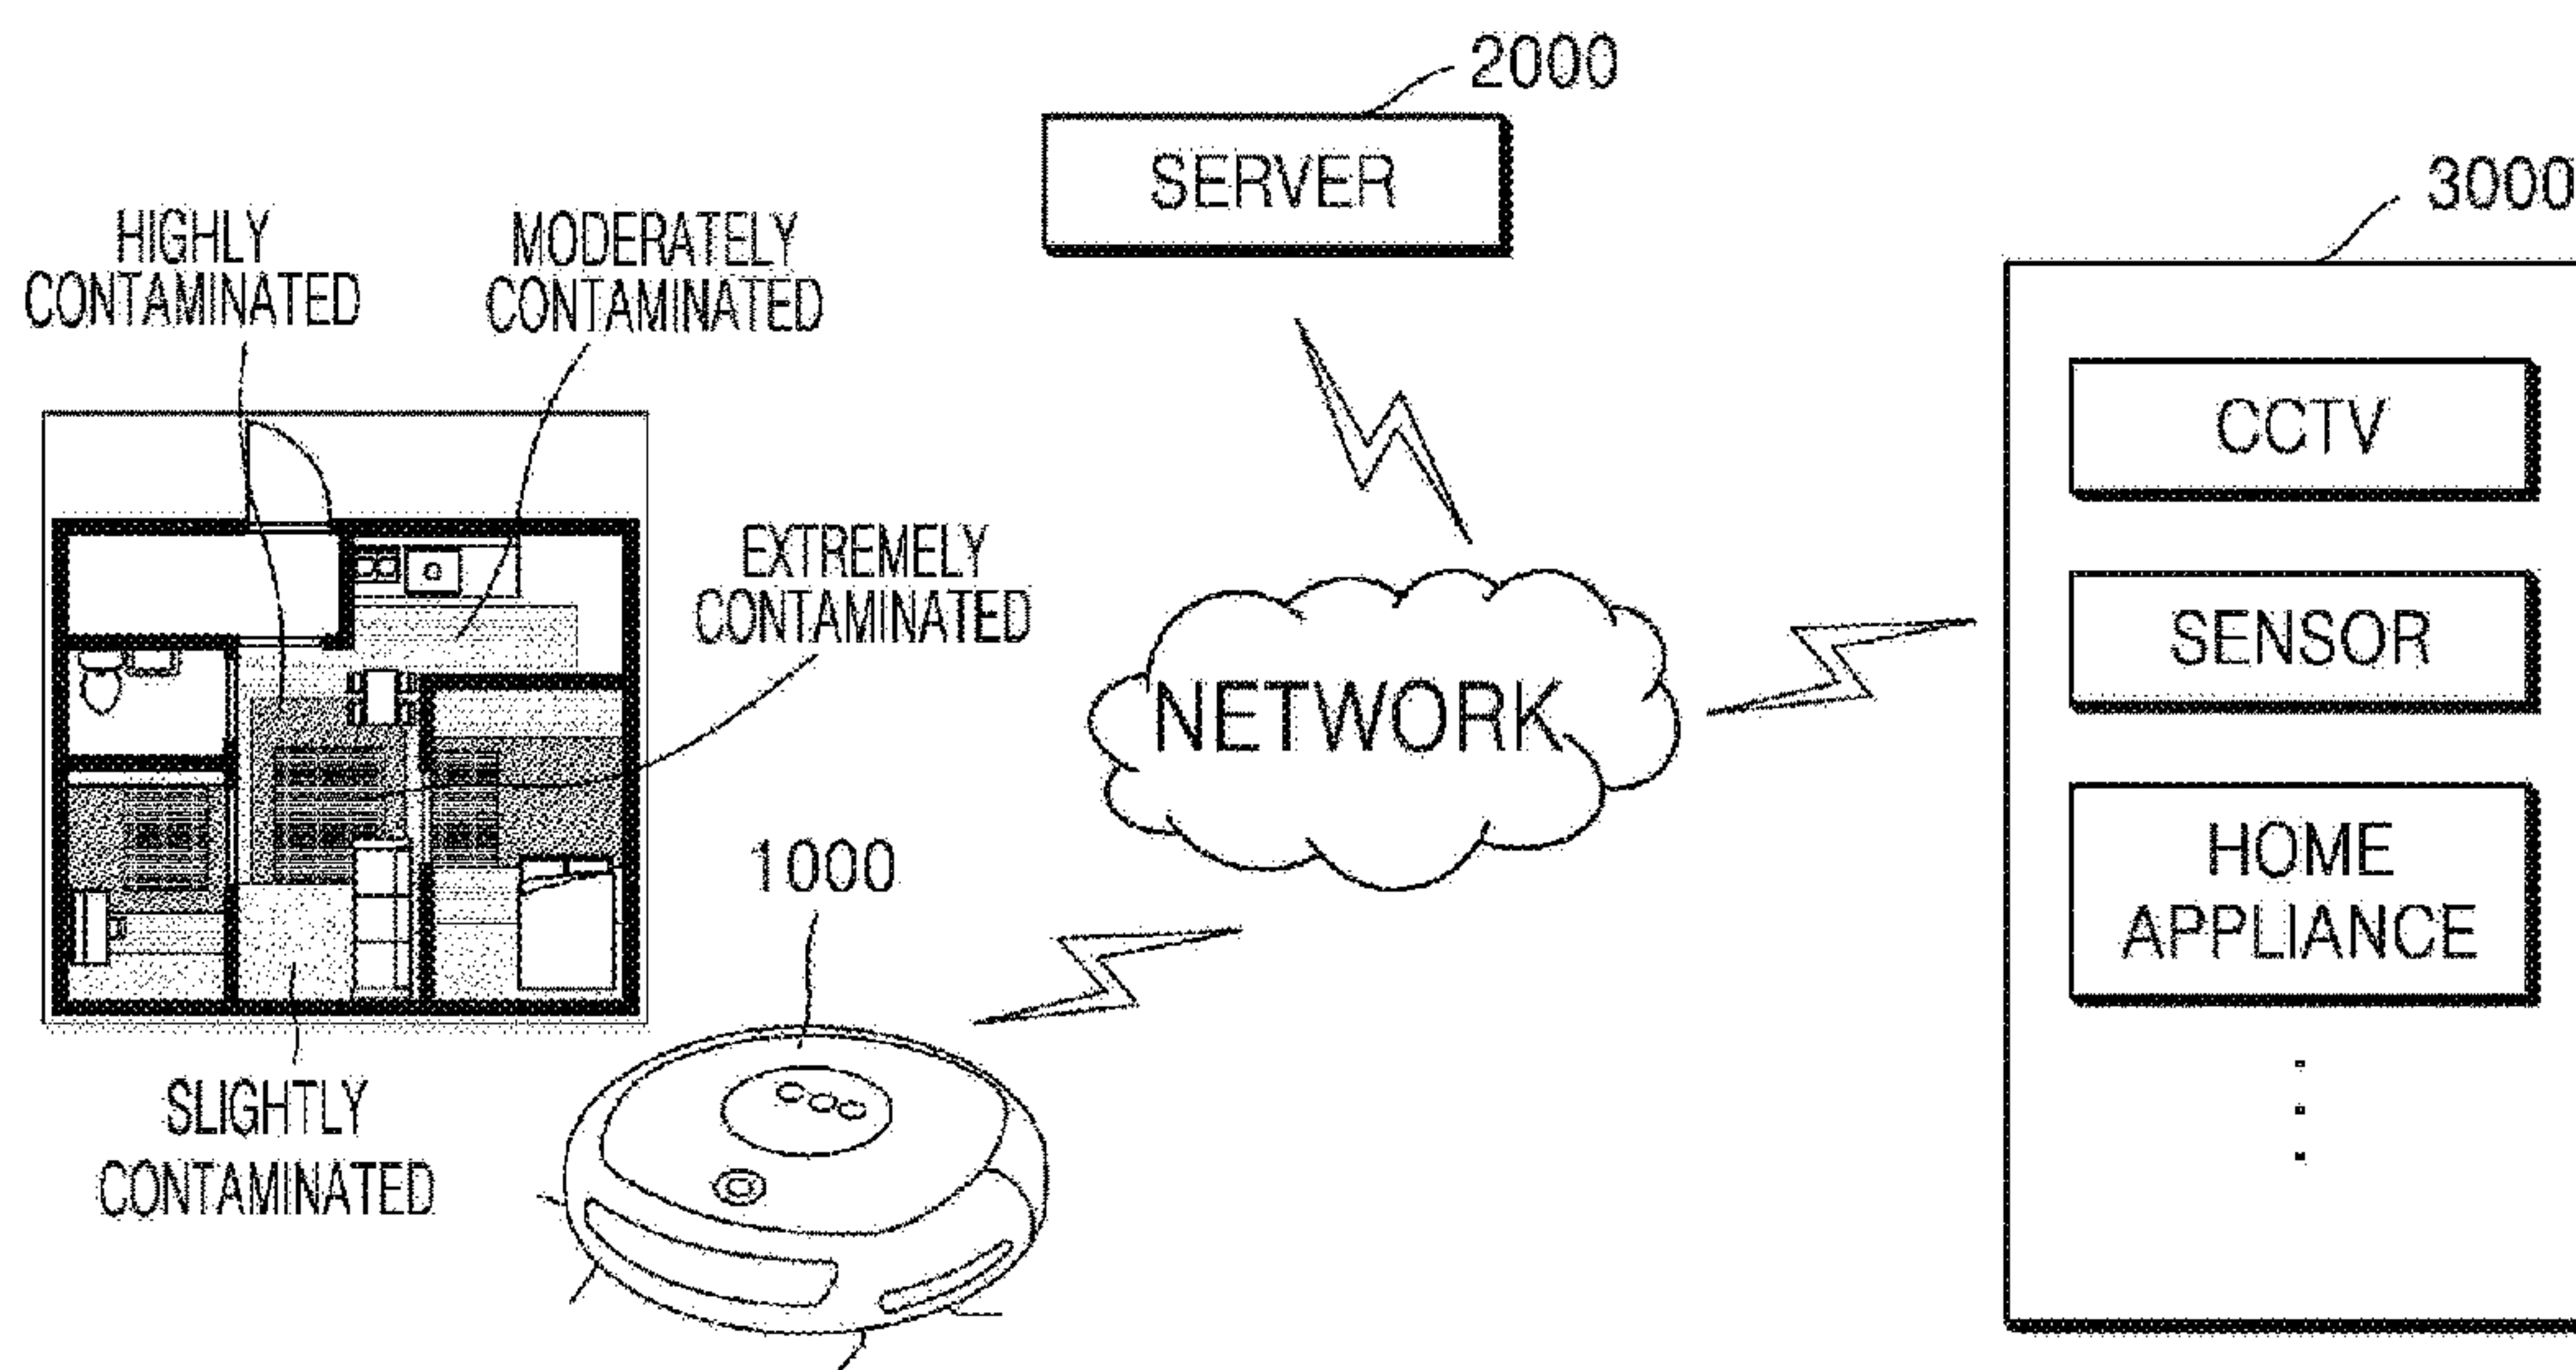 2000
SERVER
3000
HIGHLY
CONTAMINATED
MODERATELY
CONTAMINATED
CCTV
EXTREMELY
CONTAMINATED
SENSOR
NETWORK
HOME
APPLIANCE
1000
SLIGHTLY
CONTAMINATED